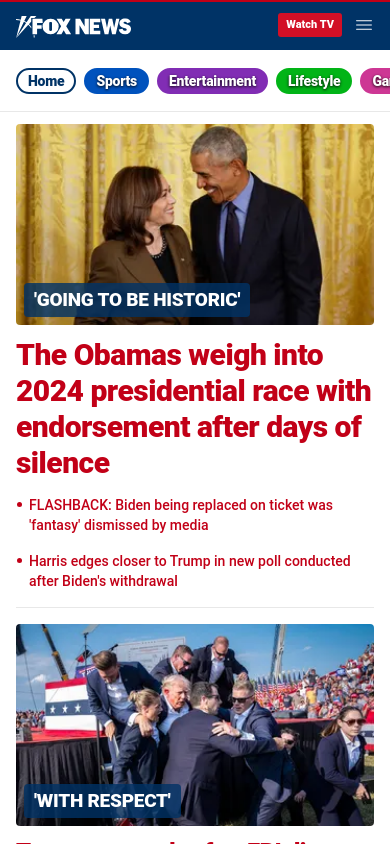 FOX NEWS
Watch TV
Home
Sports
Entertainment
Lifestyle
'GOING TO BE HISTORIC'
The Obamas weigh into
2024 presidential race with
endorsement after days of
silence
• FLASHBACK: Biden being replaced on ticket was
'fantasy' dismissed by media
• Harris edges closer to Trump in new poll conducted
after Biden's withdrawal
'WITH RESPECT'